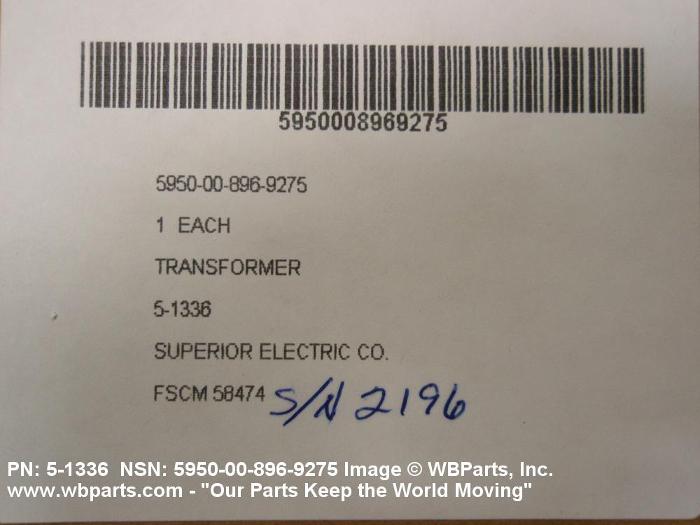 5950008969275
5950-00-896-9275
1 EACH
TRANSFORMER
5-1336
SUPERIOR ELECTRIC CO.
FSCM 58474 S/N 2196
PN: 5-1336 NSN: 5950-00-896-9275 Image © WBParts, Inc.
www.wbparts.com - "Our Parts Keep the World Moving"